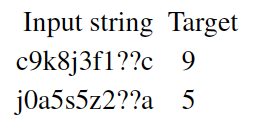 Input string Target
c9k8j3f1??c 9
j0a5s5z2??a 5